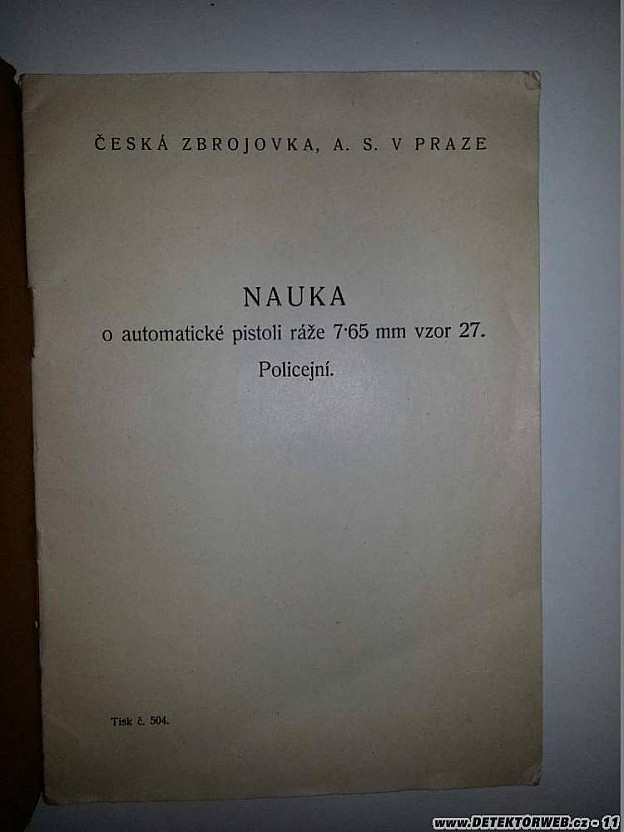 ČESKÁ ZBROJOVKA, A. S. V PRAZE
NAUKA
o automatické pistoli ráže 7·65 mm vzor 27.
Policejní.
Tisk č. 504.
www.DETEKTORWEB.cz - 11